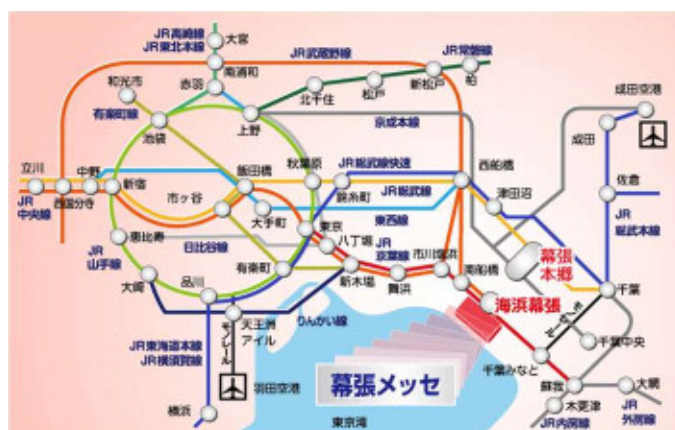 JR高崎線
JR東北本線
大宮
JR武蔵野線
JR常磐線
南浦和
和光市
赤羽
柏
新松戸
松戸
北千住
成田空港
有楽町線
池袋
上野
京成本線
成田
立川
中野
飯田橋
秋葉原
JR総武線快速
西船橋
佐倉
西国分寺
新宿
市ヶ谷
錦糸町
JR総武線
津田沼
JR
中央線
大手町
東西線
JR
総武本線
東京
恵比寿
日比谷線
八丁堀
JR
京葉線
市川塩浜
幕張
本郷
JR
山手線
有楽町
新木場
舞浜
南船橋
千葉
大崎
品川
海浜幕張
モノレール
天王洲
アイル
りんかい線
モノレール
千葉中央
JR東海道本線
JR横須賀線
羽田空港
幕張メッセ
千葉みなと
蘇我
大網
横浜
東京湾
木更津
JR内房線
JR
外房線